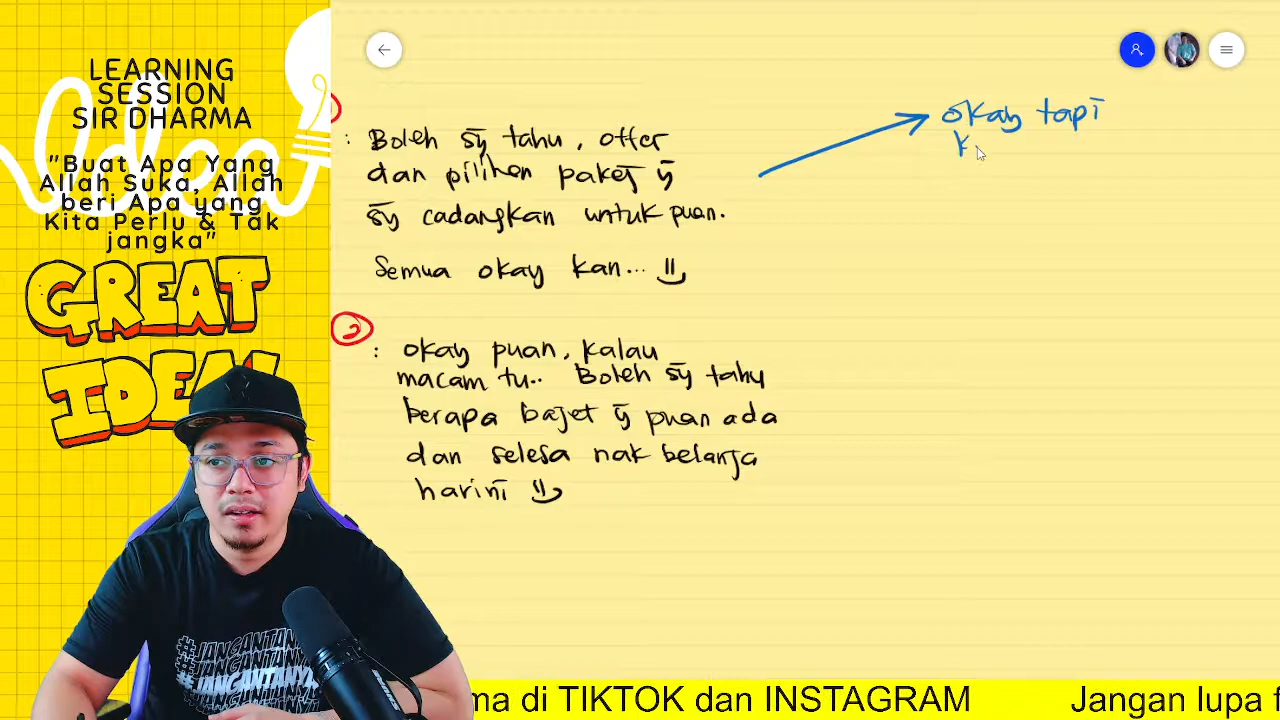 LEARNING
SESSION
SIR DHARMA
"Buat Apa Yang
Allah Suka, Allah
beri Apa yang
Kita Perlu & Tak
jangka"
GREAT
: Boleh sy tahu, offer
dan pilihan pakej y
sy cadangkan untuk puan.
Semua okay kan...
2
: okay puan, kalau
macam tu.. Boleh sy tahu
berapa bajet y puan ada
dan selesa nak belanja
harini
okay tapi
K
#JANGANTANYA
#JANGANTANYA
ma di TIKTOK dan INSTAGRAM
Jangan lupa